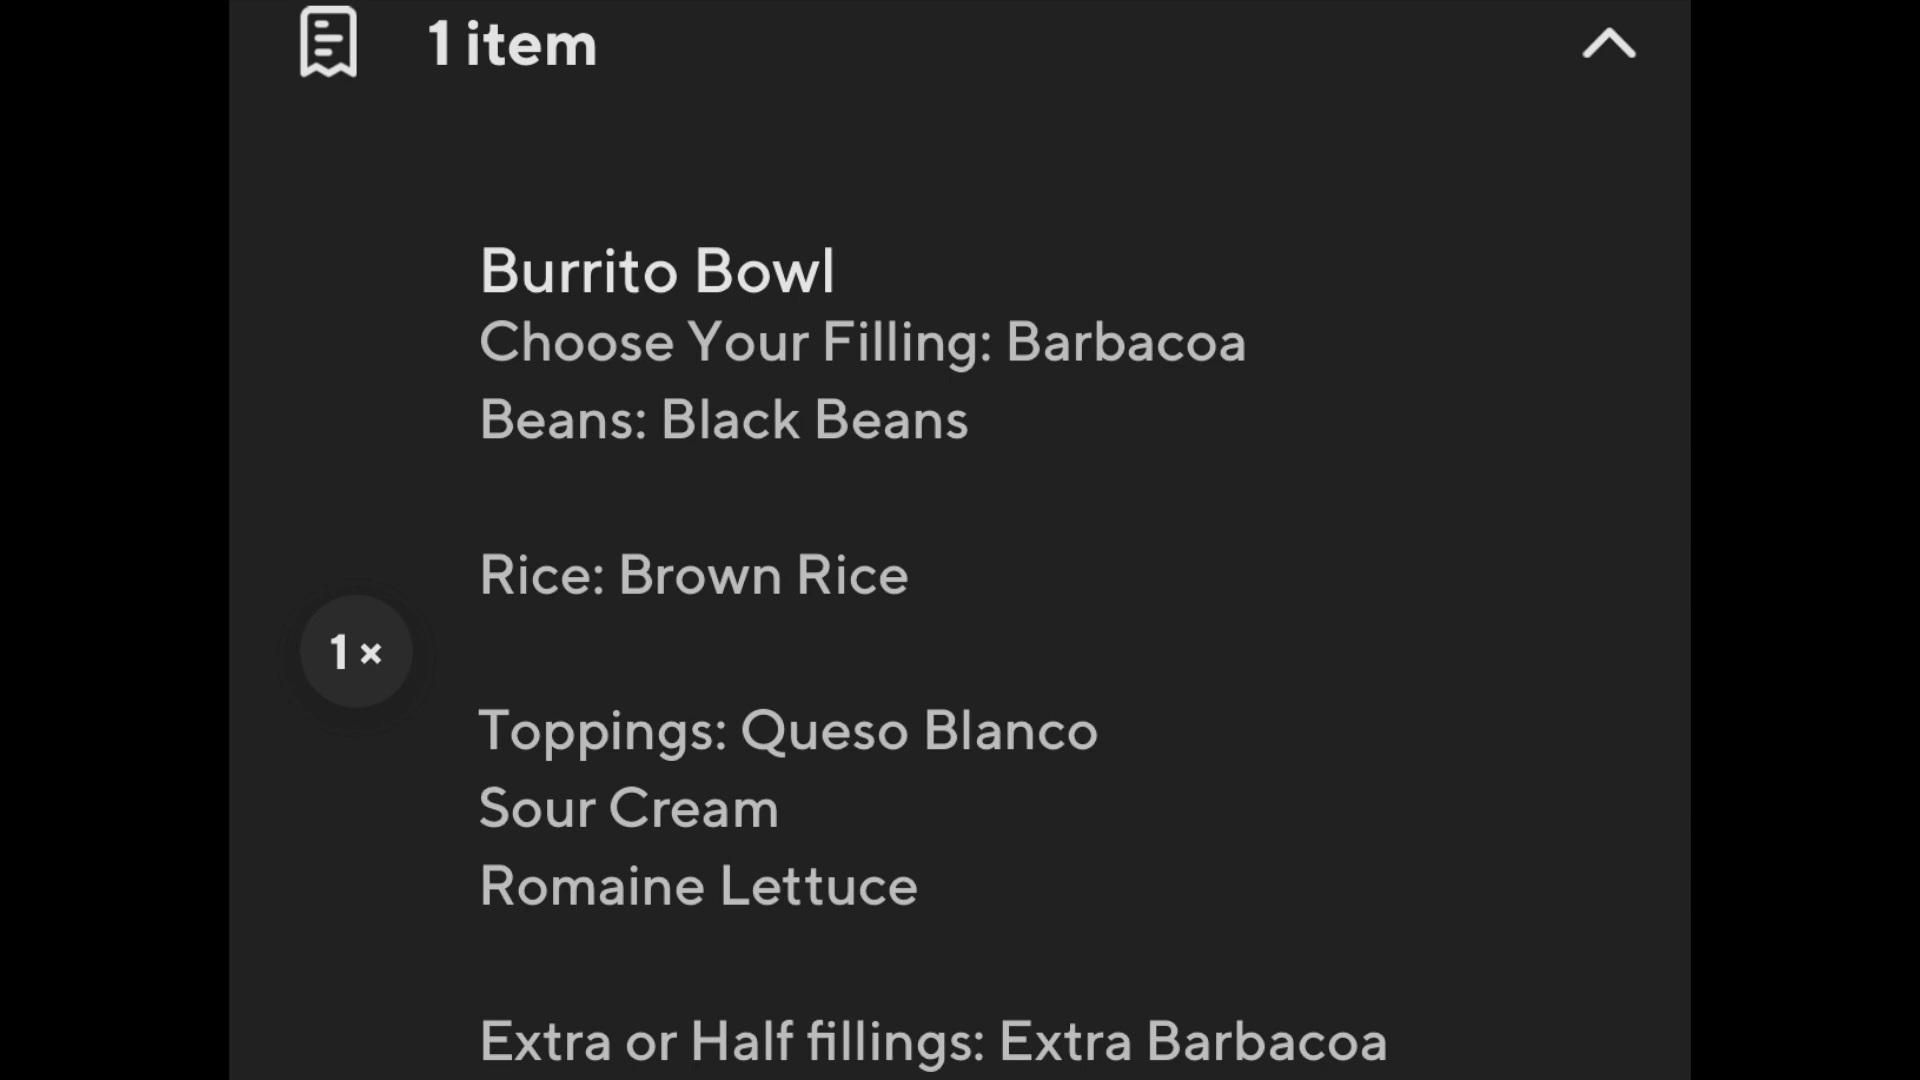 1 item
Burrito Bowl
Choose Your Filling: Barbacoa
Beans: Black Beans
Rice: Brown Rice
1 ×
Toppings: Queso Blanco
Sour Cream
Romaine Lettuce
Extra or Half fillings: Extra Barbacoa